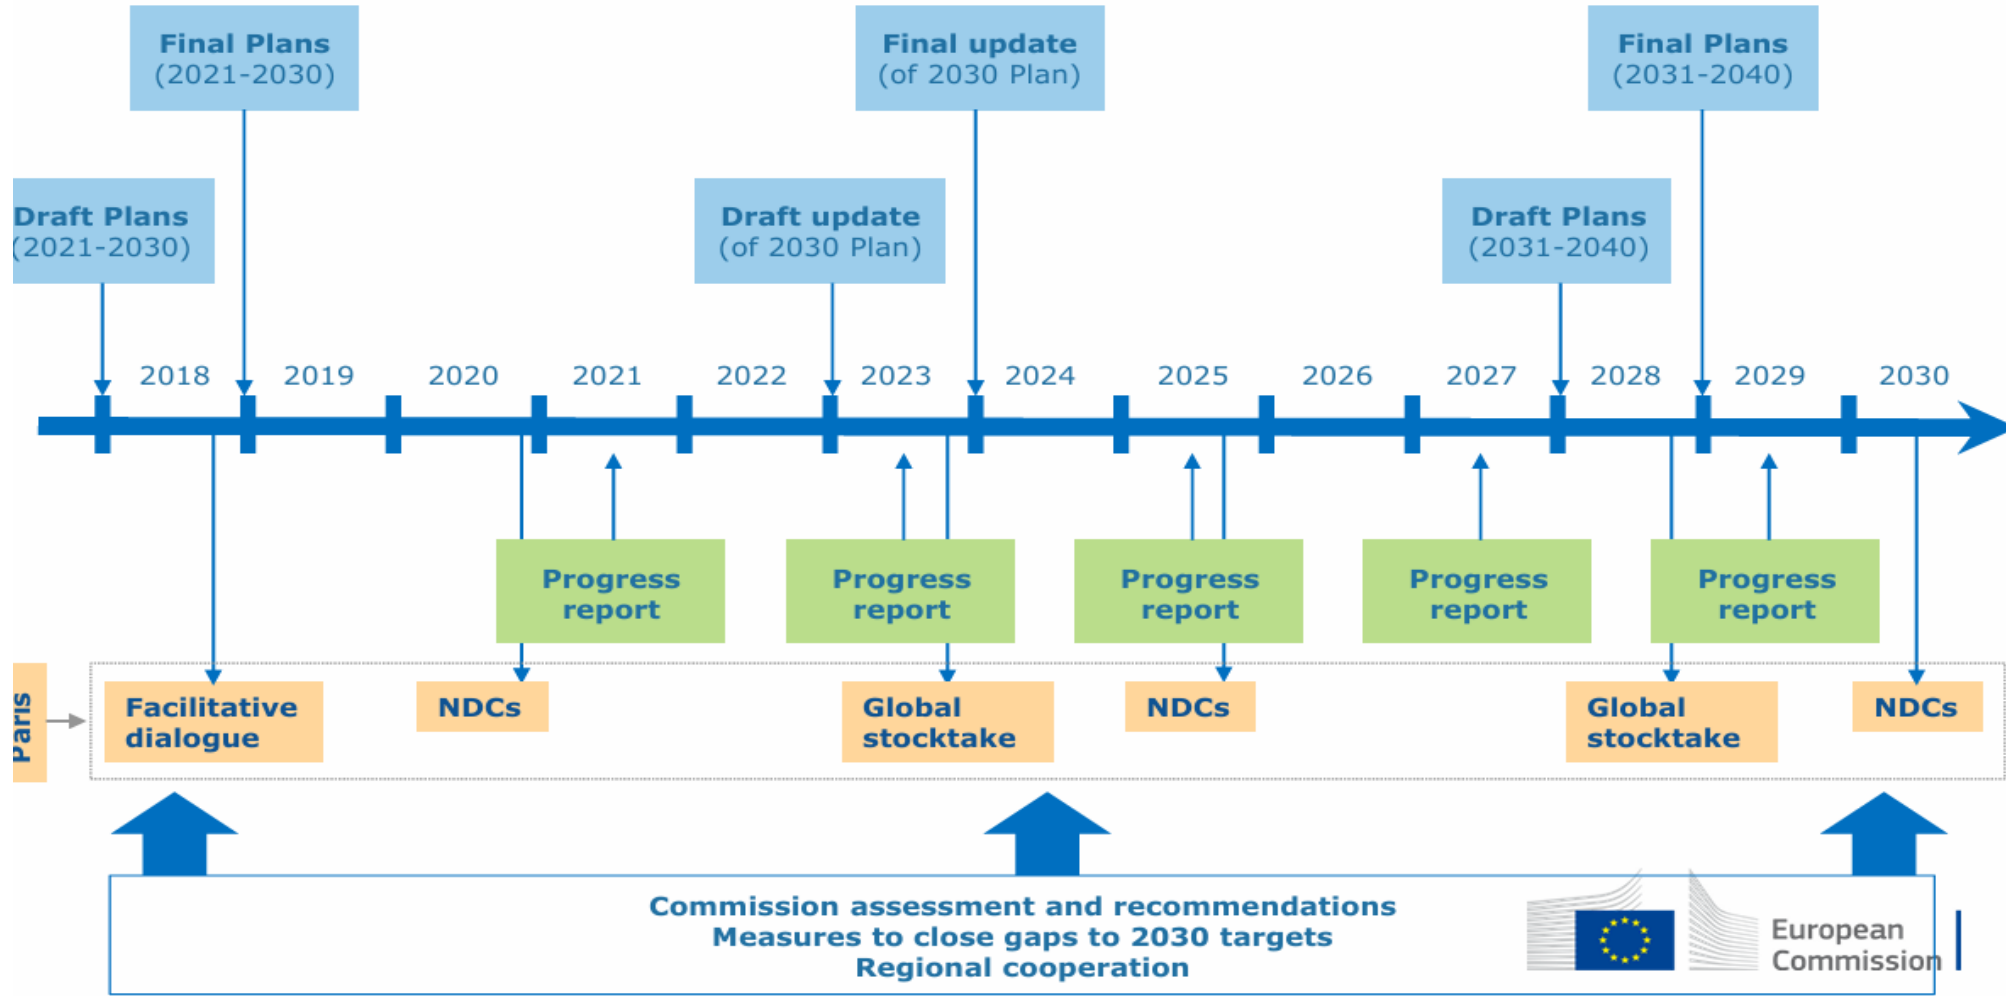 Final Plans
(2021-2030)
Final update
(of 2030 Plan)
Final Plans
(2031-2040)
Draft Plans
(2021-2030)
Draft update
(of 2030 Plan)
Draft Plans
(2031-2040)
2018 2019 2020 2021 2022 2023 2024 2025 2026 2027 2028 2029 2030
Progress
report
Progress
report
Progress
report
Progress
report
Progress
report
Paris
Facilitative
dialogue
NDCs
Global
stocktake
NDCs
Global
stocktake
NDCs
Commission assessment and recommendations
Measures to close gaps to 2030 targets
Regional cooperation
European
Commission